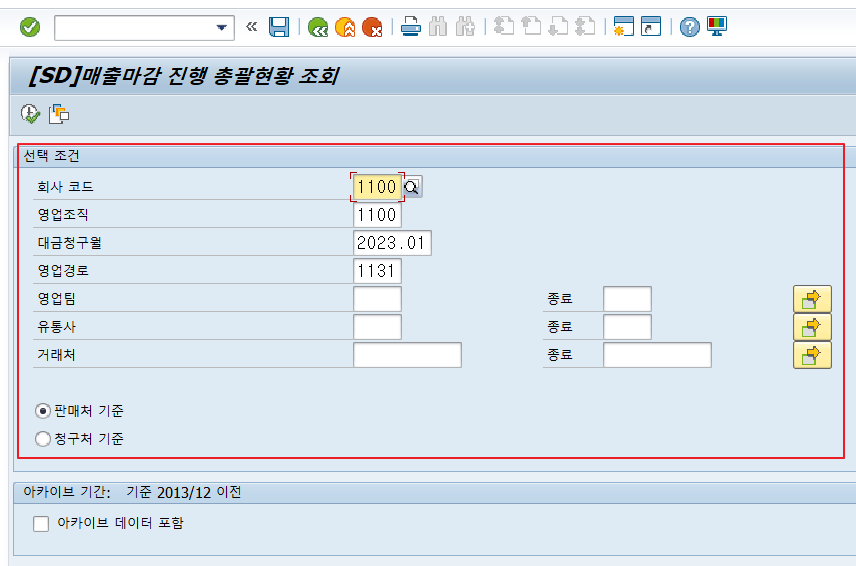 [SD]매출마감 진행 총괄현황 조회
선택 조건
회사 코드 1100
영업조직 1100
대금청구월 2023.01
영업경로 1131
영업팀 종료
유통사 종료
거래처 종료
판매처 기준
청구처 기준
아카이브 기간: 기준 2013/12 이전
아카이브 데이터 포함